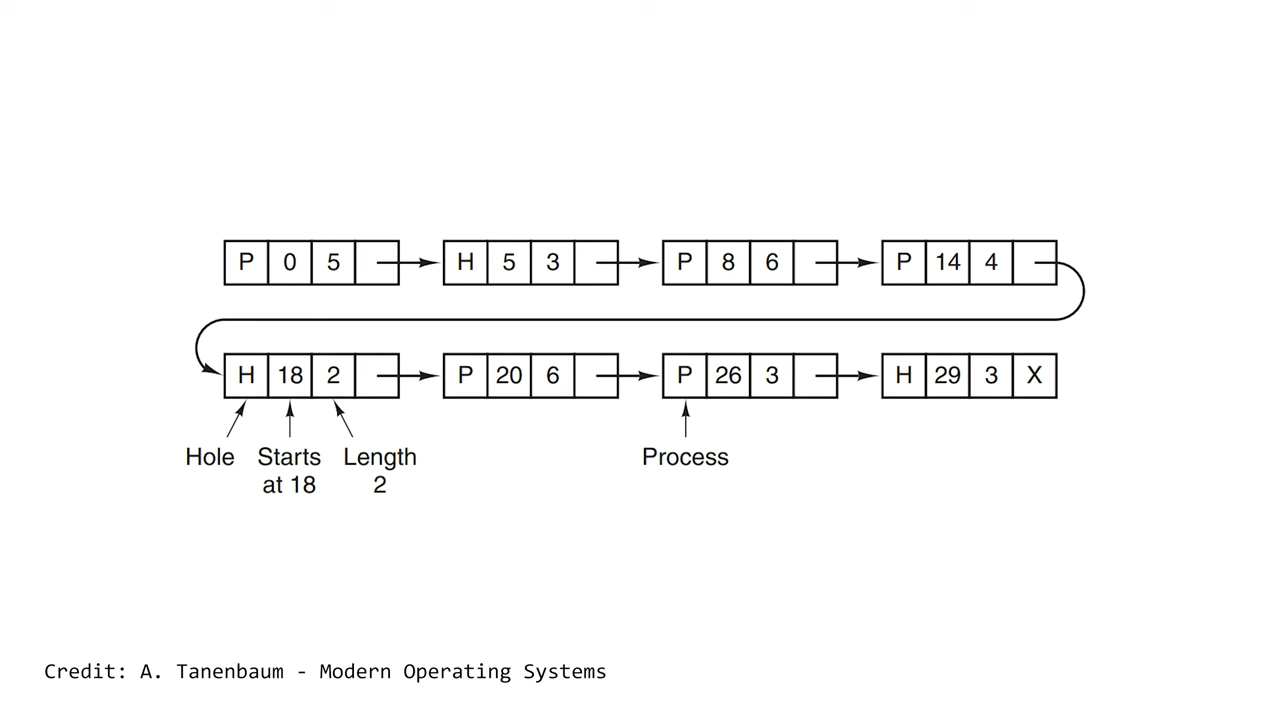 P 0 5 H 5 3 P 8 6 P 14 4
H 18 2 P 20 6 P 26 3 H 29 3 X
Hole Starts Length Process
at 18 2
Credit: A. Tanenbaum - Modern Operating Systems